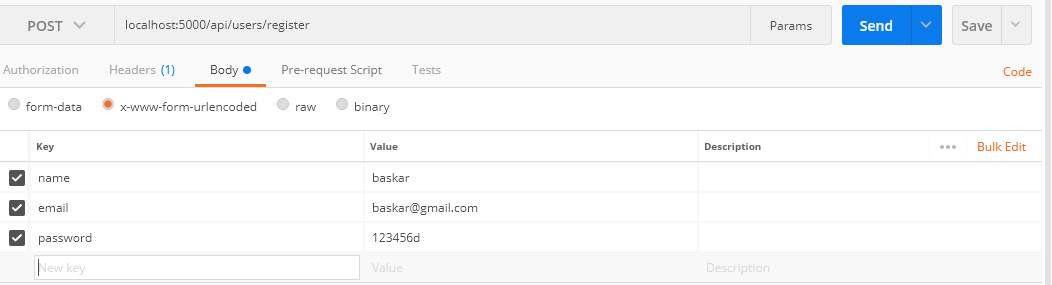 POST localhost:5000/api/users/register Params Send Save
Authorization Headers (1) Body Pre-request Script Tests Code
form-data x-www-form-urlencoded raw binary
Key Value Description ••• Bulk Edit
name baskar
email baskar@gmail.com
password 123456d
New key Value Description